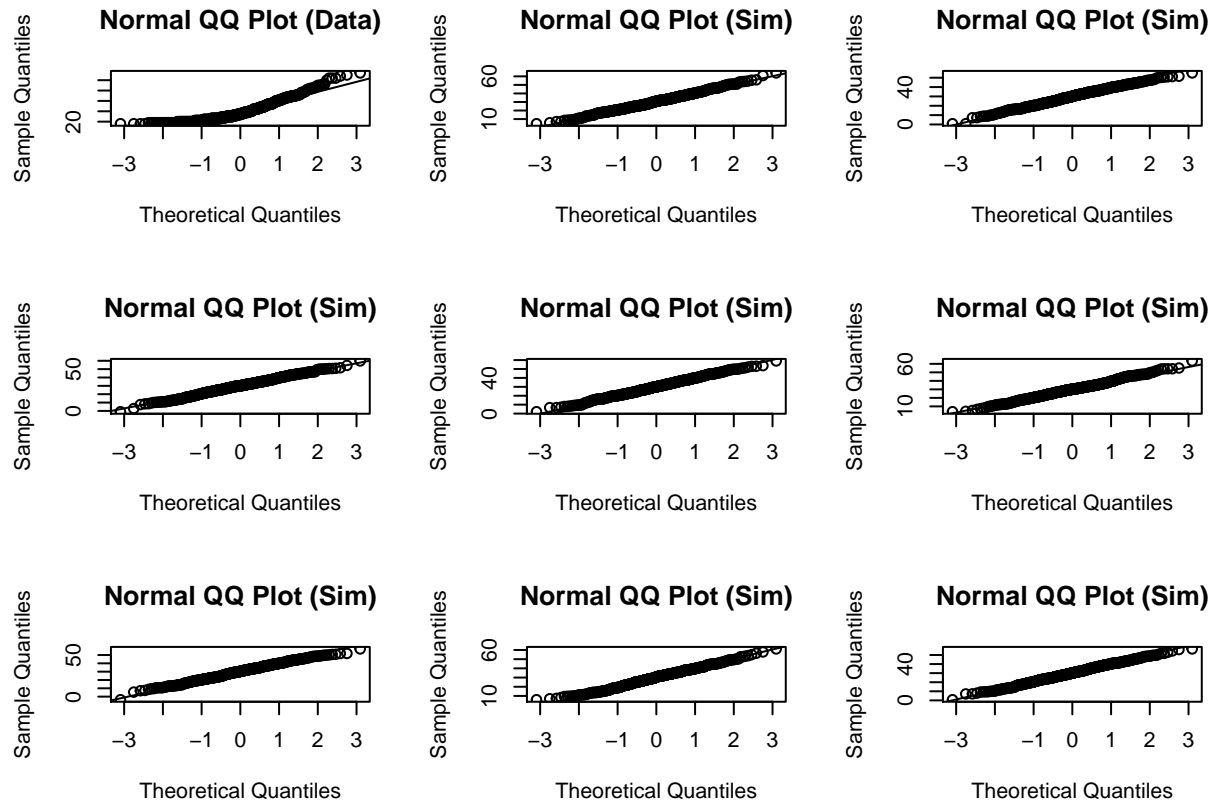 Normal QQ Plot (Data)
Sample Quantiles
20
−3 −1 0 1 2 3
Theoretical Quantiles
Normal QQ Plot (Sim)
Sample Quantiles
10 60
−3 −1 0 1 2 3
Theoretical Quantiles
Normal QQ Plot (Sim)
Sample Quantiles
0 40
−3 −1 0 1 2 3
Theoretical Quantiles
Normal QQ Plot (Sim)
Sample Quantiles
0 50
−3 −1 0 1 2 3
Theoretical Quantiles
Normal QQ Plot (Sim)
Sample Quantiles
0 40
−3 −1 0 1 2 3
Theoretical Quantiles
Normal QQ Plot (Sim)
Sample Quantiles
10 60
−3 −1 0 1 2 3
Theoretical Quantiles
Normal QQ Plot (Sim)
Sample Quantiles
0 50
−3 −1 0 1 2 3
Theoretical Quantiles
Normal QQ Plot (Sim)
Sample Quantiles
10 60
−3 −1 0 1 2 3
Theoretical Quantiles
Normal QQ Plot (Sim)
Sample Quantiles
0 40
−3 −1 0 1 2 3
Theoretical Quantiles